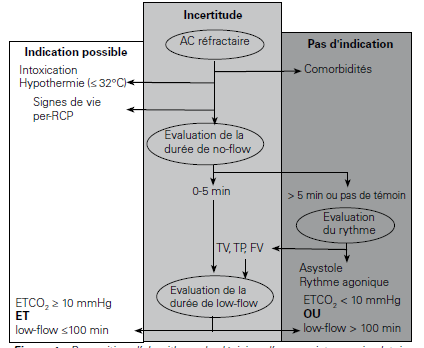 Incertitude
Indication possible
AC réfractaire
Pas d'indication
Intoxication
Hypothermie (≤ 32°C)
Comorbidités
Signes de vie
per-RCP
Évaluation de la
durée de no-flow
0-5 min
> 5 min ou pas de témoin
Evaluation
du rythme
TV, TP, FV
Asystole
Rythme agonique
Evaluation de la
durée de low-flow
ETCO₂ ≥ 10 mmHg
ET
low-flow ≤100 min
ETCO₂ < 10 mmHg
OU
low-flow > 100 min